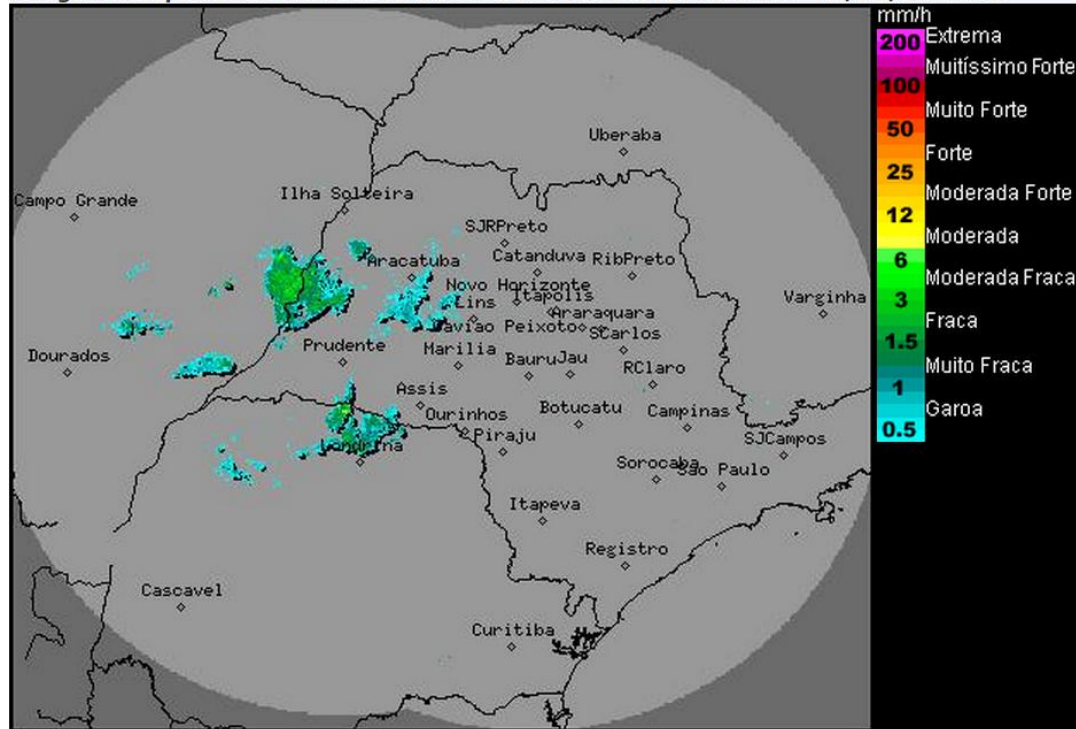 mm/h
200 Extrema
Muitíssimo Forte
100
Muito Forte
50
Forte
25
Moderada Forte
12
Moderada
6
Moderada Fraca
3
Fraca
1.5
Muito Fraca
1
Garoa
0.5
Uberaba
Campo Grande
Ilha Solteira
SJRPreto
Aracatuba
Catanduva
RibPreto
Novo Horizonte
Itapolis
Varginha
Lins
Araraquara
Gaviao Peixoto
SCarlos
Dourados
Prudente
Marilia
Bauru
Jau
RClaro
Assis
Ourinhos
Botucatu
Campinas
Piraju
SJCampos
Londrina
Sorocaba
Sao Paulo
Itapeva
Registro
Cascavel
Curitiba